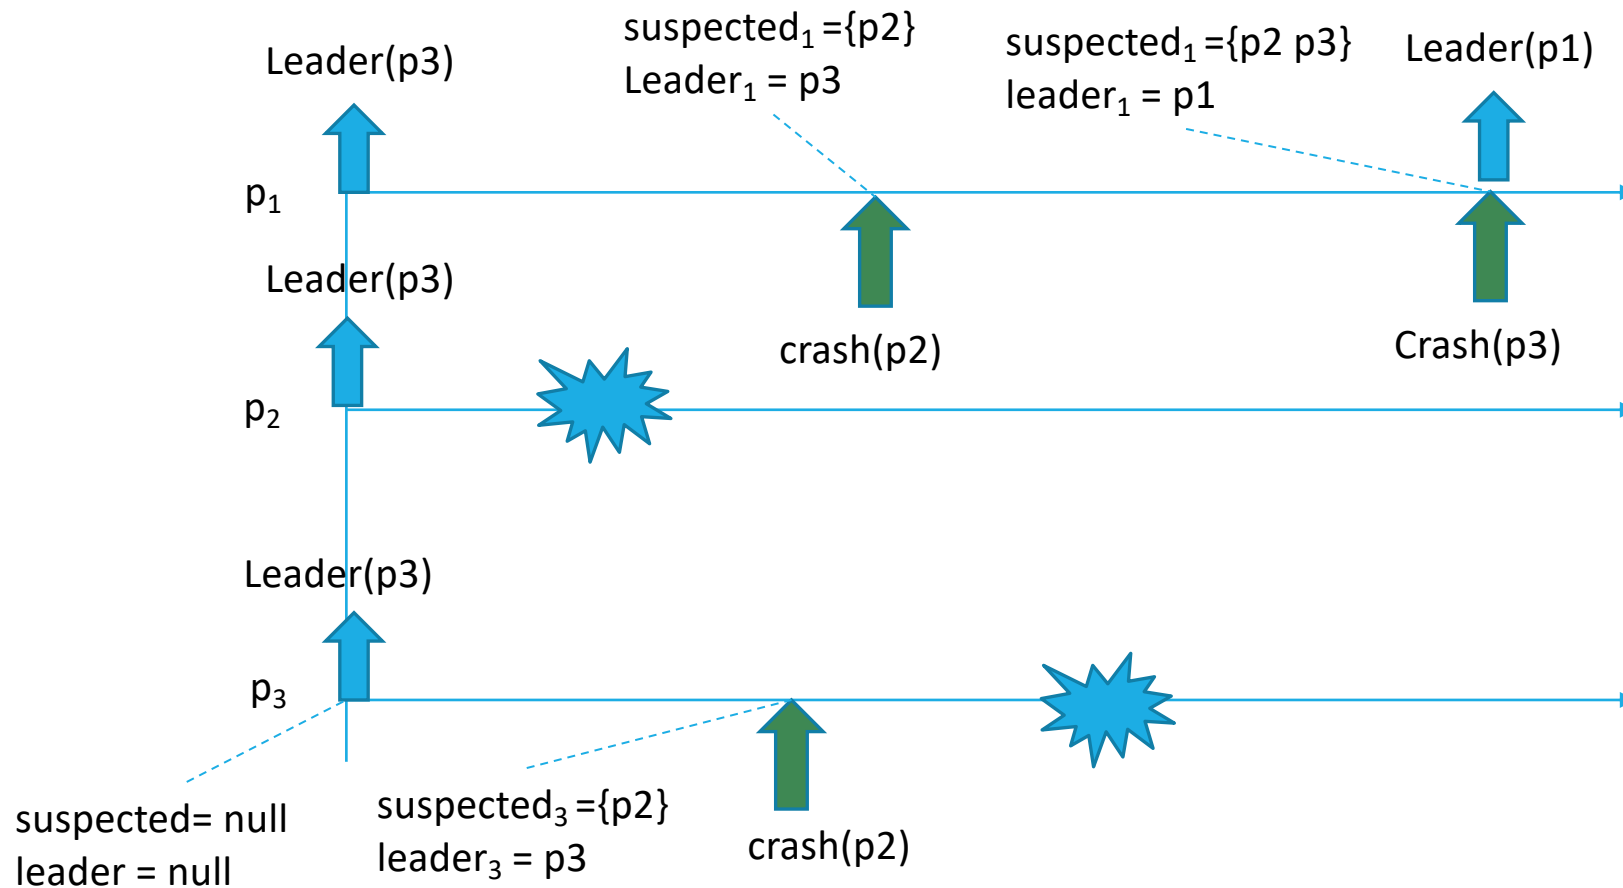 Leader(p3)
suspected₁ ={p2}
Leader₁ = p3
suspected₁ ={p2 p3}
leader₁ = p1
Leader(p1)
p₁
Leader(p3)
crash(p2)
Crash(p3)
p₂
Leader(p3)
p₃
suspected= null
leader = null
suspected₃ ={p2}
leader₃ = p3
crash(p2)